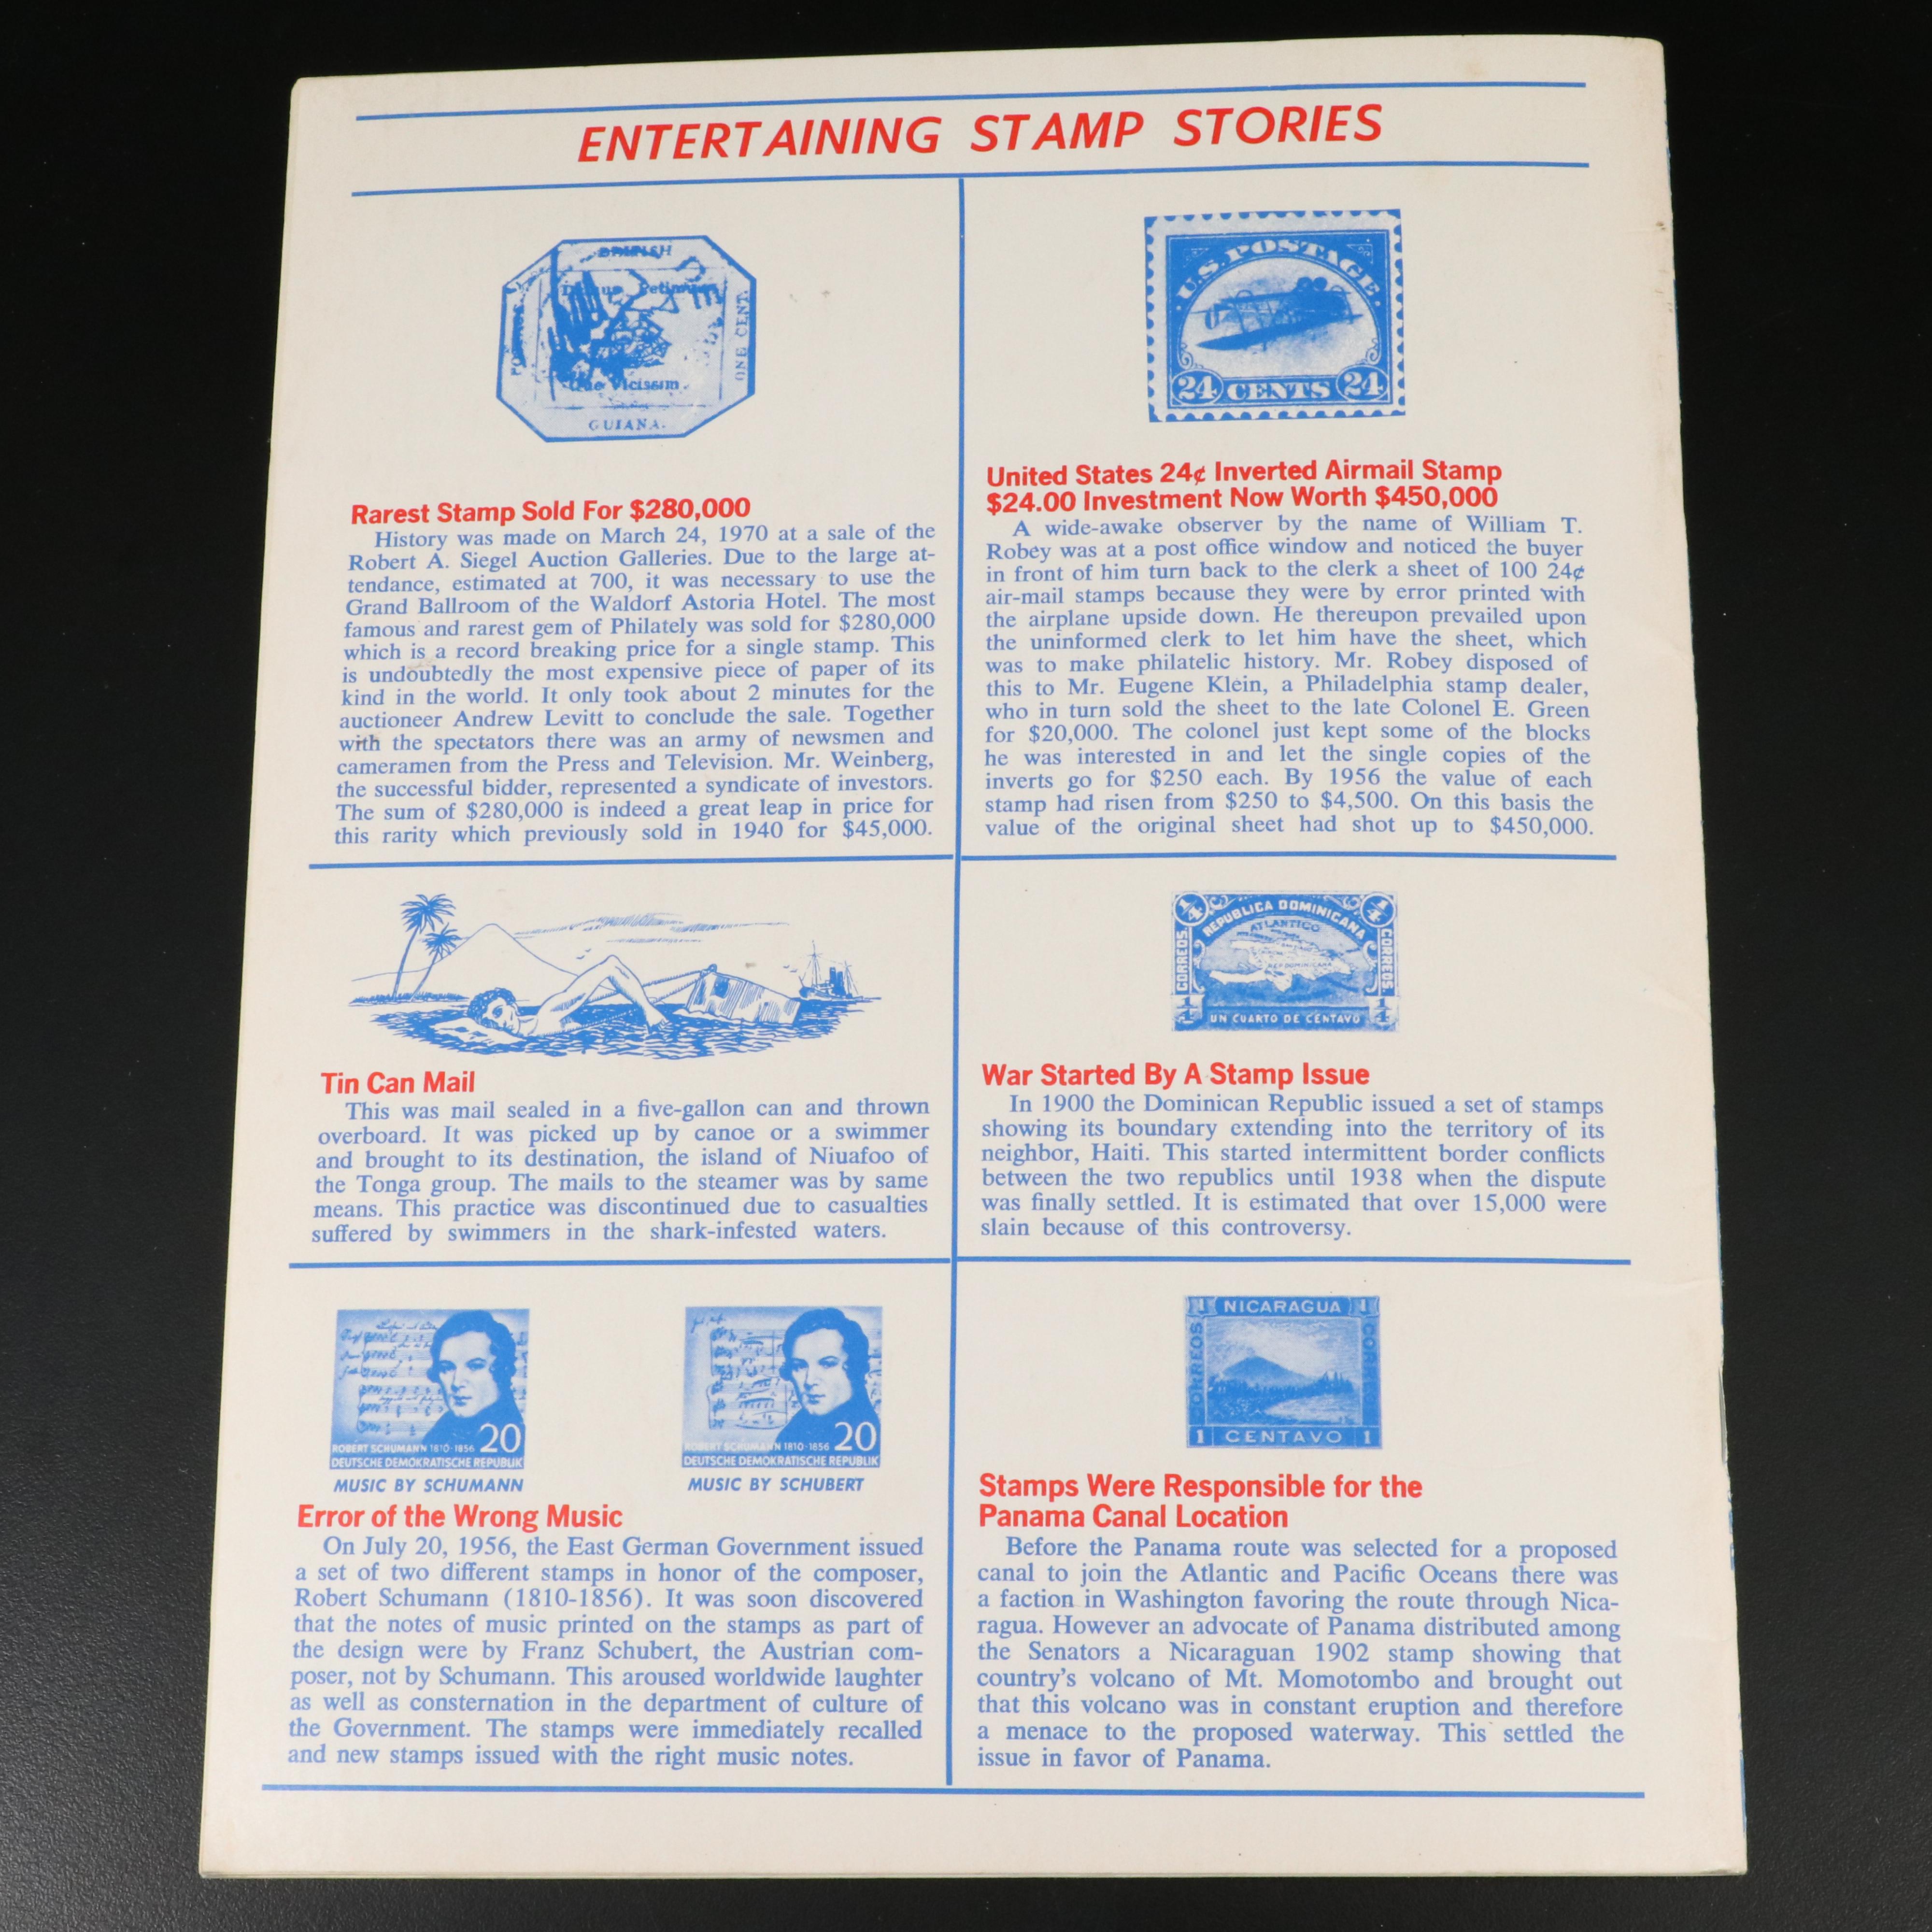 ENTERTAINING STAMP STORIES
BRITISH
Petimus
ONE CENT.
Que Vicissim.
GUIANA.
Rarest Stamp Sold For $280,000
History was made on March 24, 1970 at a sale of the
Robert A. Siegel Auction Galleries. Due to the large at-
tendance, estimated at 700, it was necessary to use the
Grand Ballroom of the Waldorf Astoria Hotel. The most
famous and rarest gem of Philately was sold for $280,000
which is a record breaking price for a single stamp. This
is undoubtedly the most expensive piece of paper of its
kind in the world. It only took about 2 minutes for the
auctioneer Andrew Levitt to conclude the sale. Together
with the spectators there was an army of newsmen and
cameramen from the Press and Television. Mr. Weinberg,
the successful bidder, represented a syndicate of investors.
The sum of $280,000 is indeed a great leap in price for
this rarity which previously sold in 1940 for $45,000.
U.S. POSTAGE
24 CENTS 24
United States 24¢ Inverted Airmail Stamp
$24.00 Investment Now Worth $450,000
A wide-awake observer by the name of William T.
Robey was at a post office window and noticed the buyer
in front of him turn back to the clerk a sheet of 100 24¢
air-mail stamps because they were by error printed with
the airplane upside down. He thereupon prevailed upon
the uninformed clerk to let him have the sheet, which
was to make philatelic history. Mr. Robey disposed of
this to Mr. Eugene Klein, a Philadelphia stamp dealer,
who in turn sold the sheet to the late Colonel E. Green
for $20,000. The colonel just kept some of the blocks
he was interested in and let the single copies of the
inverts go for $250 each. By 1956 the value of each
stamp had risen from $250 to $4,500. On this basis the
value of the original sheet had shot up to $450,000.
Tin Can Mail
This was mail sealed in a five-gallon can and thrown
overboard. It was picked up by canoe or a swimmer
and brought to its destination, the island of Niuafoo of
the Tonga group. The mails to the steamer was by same
means. This practice was discontinued due to casualties
suffered by swimmers in the shark-infested waters.
1/4 REPUBLICA DOMINICANA 1/4
ATLANTICO
CORREOS CORREOS
REP. DOMINICANA
1/4 UN CUARTO DE CENTAVO 1/4
War Started By A Stamp Issue
In 1900 the Dominican Republic issued a set of stamps
showing its boundary extending into the territory of its
neighbor, Haiti. This started intermittent border conflicts
between the two republics until 1938 when the dispute
was finally settled. It is estimated that over 15,000 were
slain because of this controversy.
20
ROBERT SCHUMANN 1810-1856
DEUTSCHE DEMOKRATISCHE REPUBLIK
MUSIC BY SCHUMANN
20
ROBERT SCHUMANN 1810-1856
DEUTSCHE DEMOKRATISCHE REPUBLIK
MUSIC BY SCHUBERT
Error of the Wrong Music
On July 20, 1956, the East German Government issued
a set of two different stamps in honor of the composer,
Robert Schumann (1810-1856). It was soon discovered
that the notes of music printed on the stamps as part of
the design were by Franz Schubert, the Austrian com-
poser, not by Schumann. This aroused worldwide laughter
as well as consternation in the department of culture of
the Government. The stamps were immediately recalled
and new stamps issued with the right music notes.
1 NICARAGUA 1
CORREOS CORREOS
1 CENTAVO 1
Stamps Were Responsible for the
Panama Canal Location
Before the Panama route was selected for a proposed
canal to join the Atlantic and Pacific Oceans there was
a faction in Washington favoring the route through Nica-
ragua. However an advocate of Panama distributed among
the Senators a Nicaraguan 1902 stamp showing that
country's volcano of Mt. Momotombo and brought out
that this volcano was in constant eruption and therefore
a menace to the proposed waterway. This settled the
issue in favor of Panama.